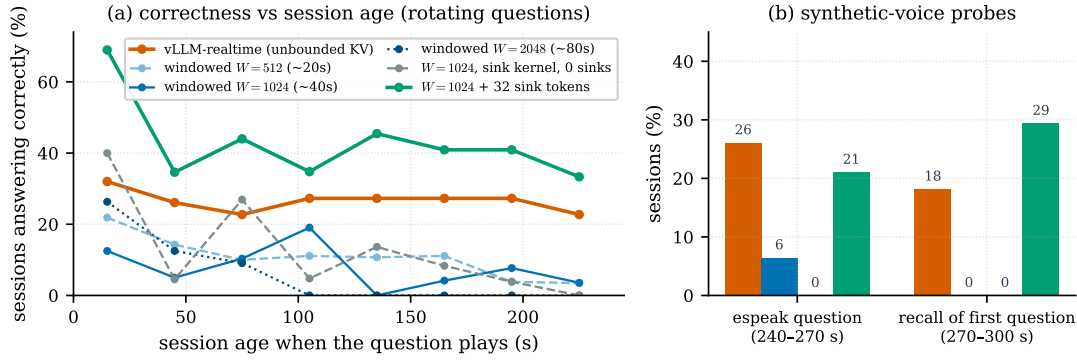 (a) correctness vs session age (rotating questions)
sessions answering correctly (%)
60
40
20
0
vLLM-realtime (unbounded KV)
windowed W=512 (~20s)
windowed W=1024 (~40s)
windowed W=2048 (~80s)
W=1024, sink kernel, 0 sinks
W=1024 + 32 sink tokens
0
50
100
150
200
session age when the question plays (s)
(b) synthetic-voice probes
sessions (%)
40
30
20
10
0
26
6
0
21
18
0
0
29
espeak question
(240–270 s)
recall of first question
(270–300 s)